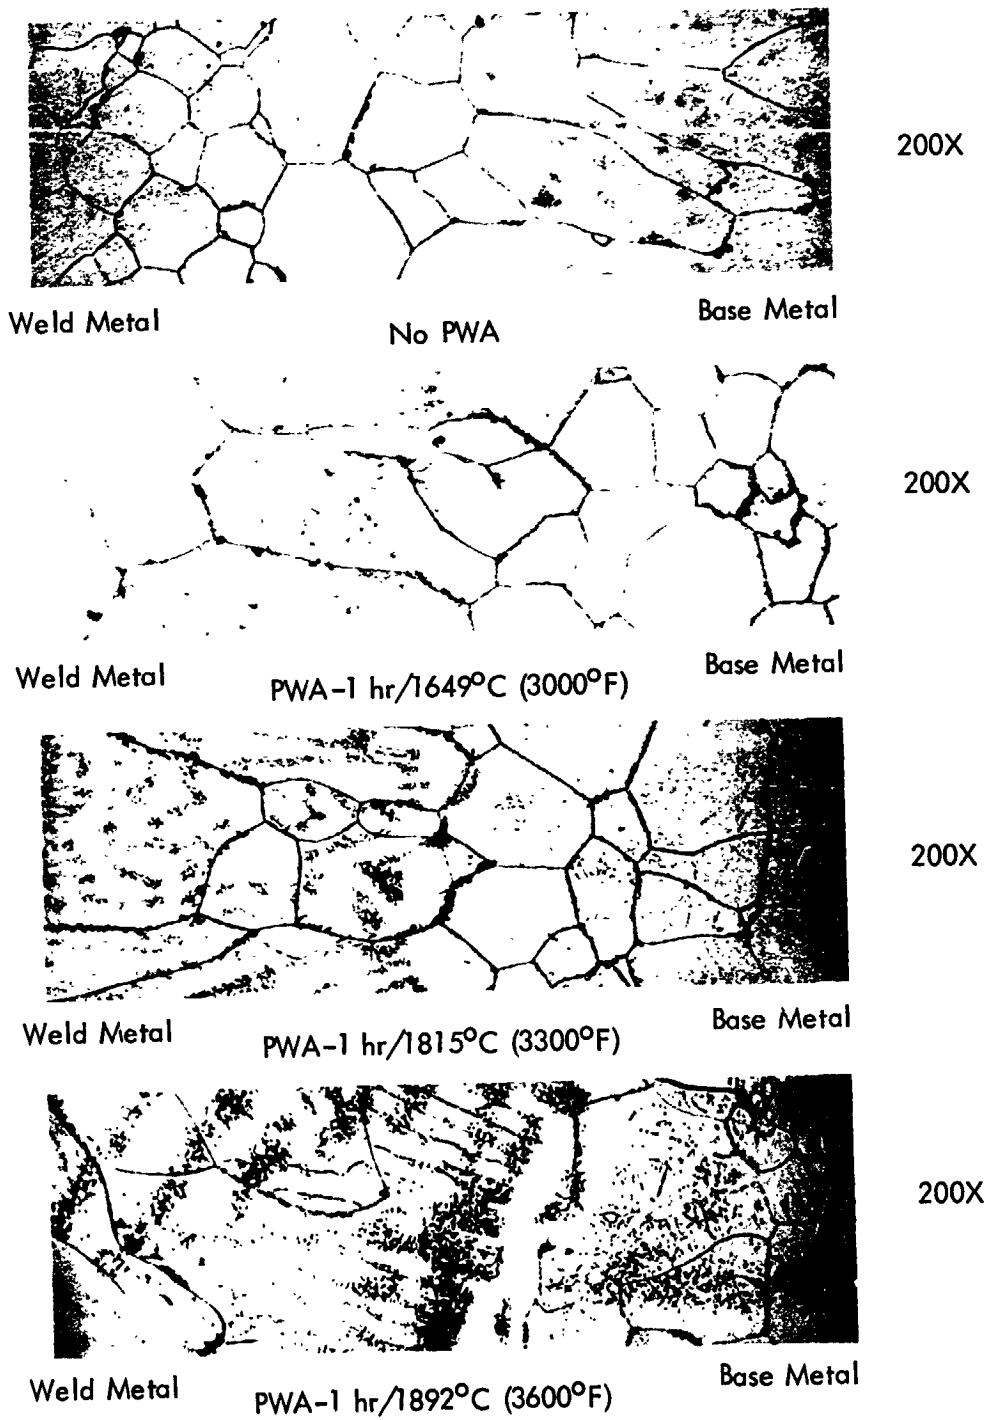 200X
Weld Metal No PWA Base Metal
200X
Weld Metal PWA-1 hr/1649°C (3000°F) Base Metal
200X
Weld Metal PWA-1 hr/1815°C (3300°F) Base Metal
200X
Weld Metal PWA-1 hr/1892°C (3600°F) Base Metal